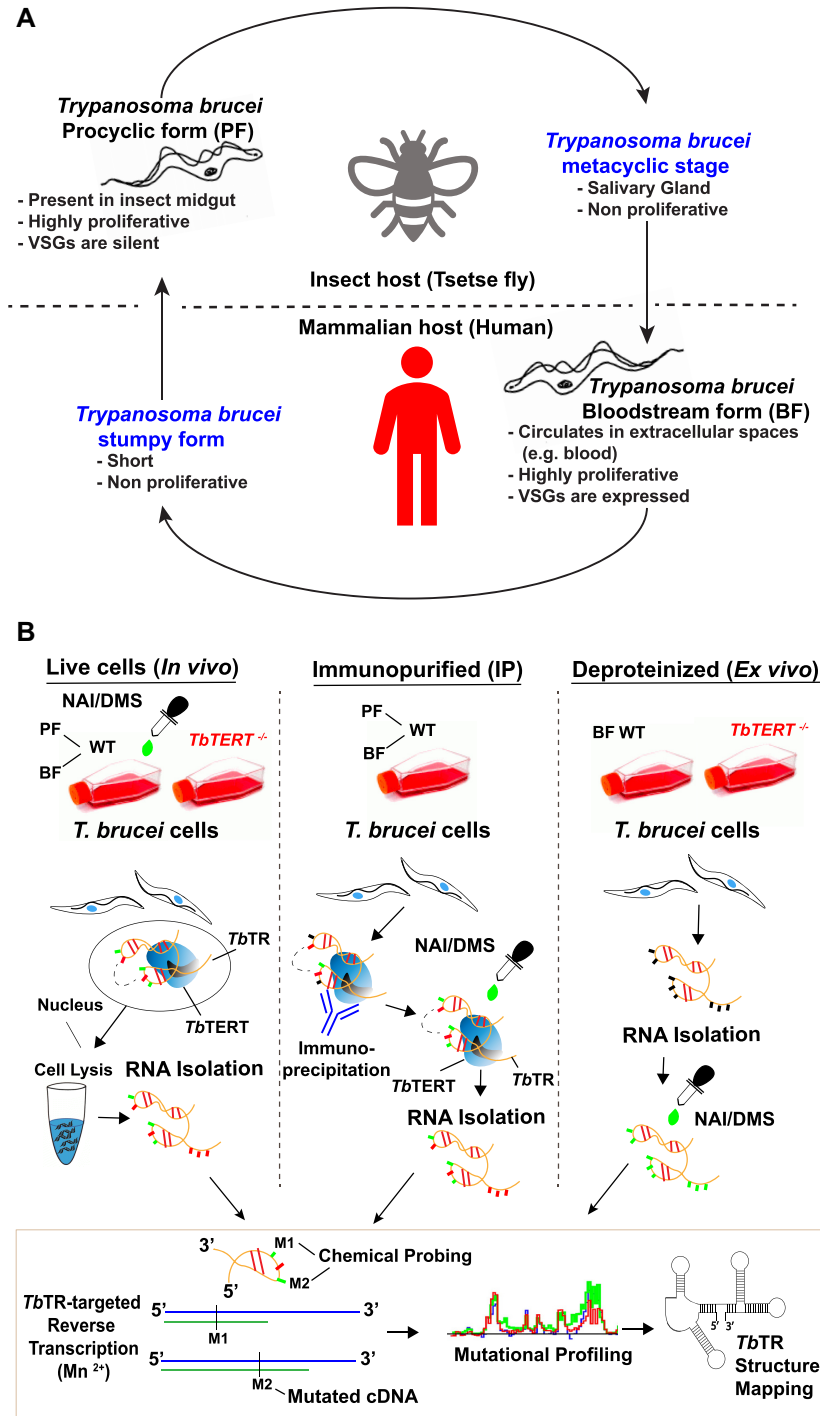 A
Trypanosoma brucei
Procyclic form (PF)
- Present in insect midgut
- Highly proliferative
- VSGs are silent
Trypanosoma brucei
metacyclic stage
- Salivary Gland
- Non proliferative
Insect host (Tsetse fly)
Mammalian host (Human)
Trypanosoma brucei
Bloodstream form (BF)
- Circulates in extracellular spaces
(e.g. blood)
- Highly proliferative
- VSGs are expressed
Trypanosoma brucei
stumpy form
- Short
- Non proliferative
B
Live cells (In vivo)
NAI/DMS
PF
WT
BF
TbTERT -/-
T. brucei cells
TbTR
TbTERT
Nucleus
Cell Lysis
RNA Isolation
Immunopurified (IP)
PF
WT
BF
T. brucei cells
NAI/DMS
Immuno-
precipitation
TbTERT
TbTR
RNA Isolation
Deproteinized (Ex vivo)
BF WT
TbTERT -/-
T. brucei cells
RNA Isolation
NAI/DMS
TbTR-targeted
Reverse
Transcription
(Mn 2+)
3’
5’
M1
M2
Chemical Probing
5’
3’
M1
5’
3’
M2
Mutated cDNA
Mutational Profiling
5’
3’
TbTR
Structure
Mapping